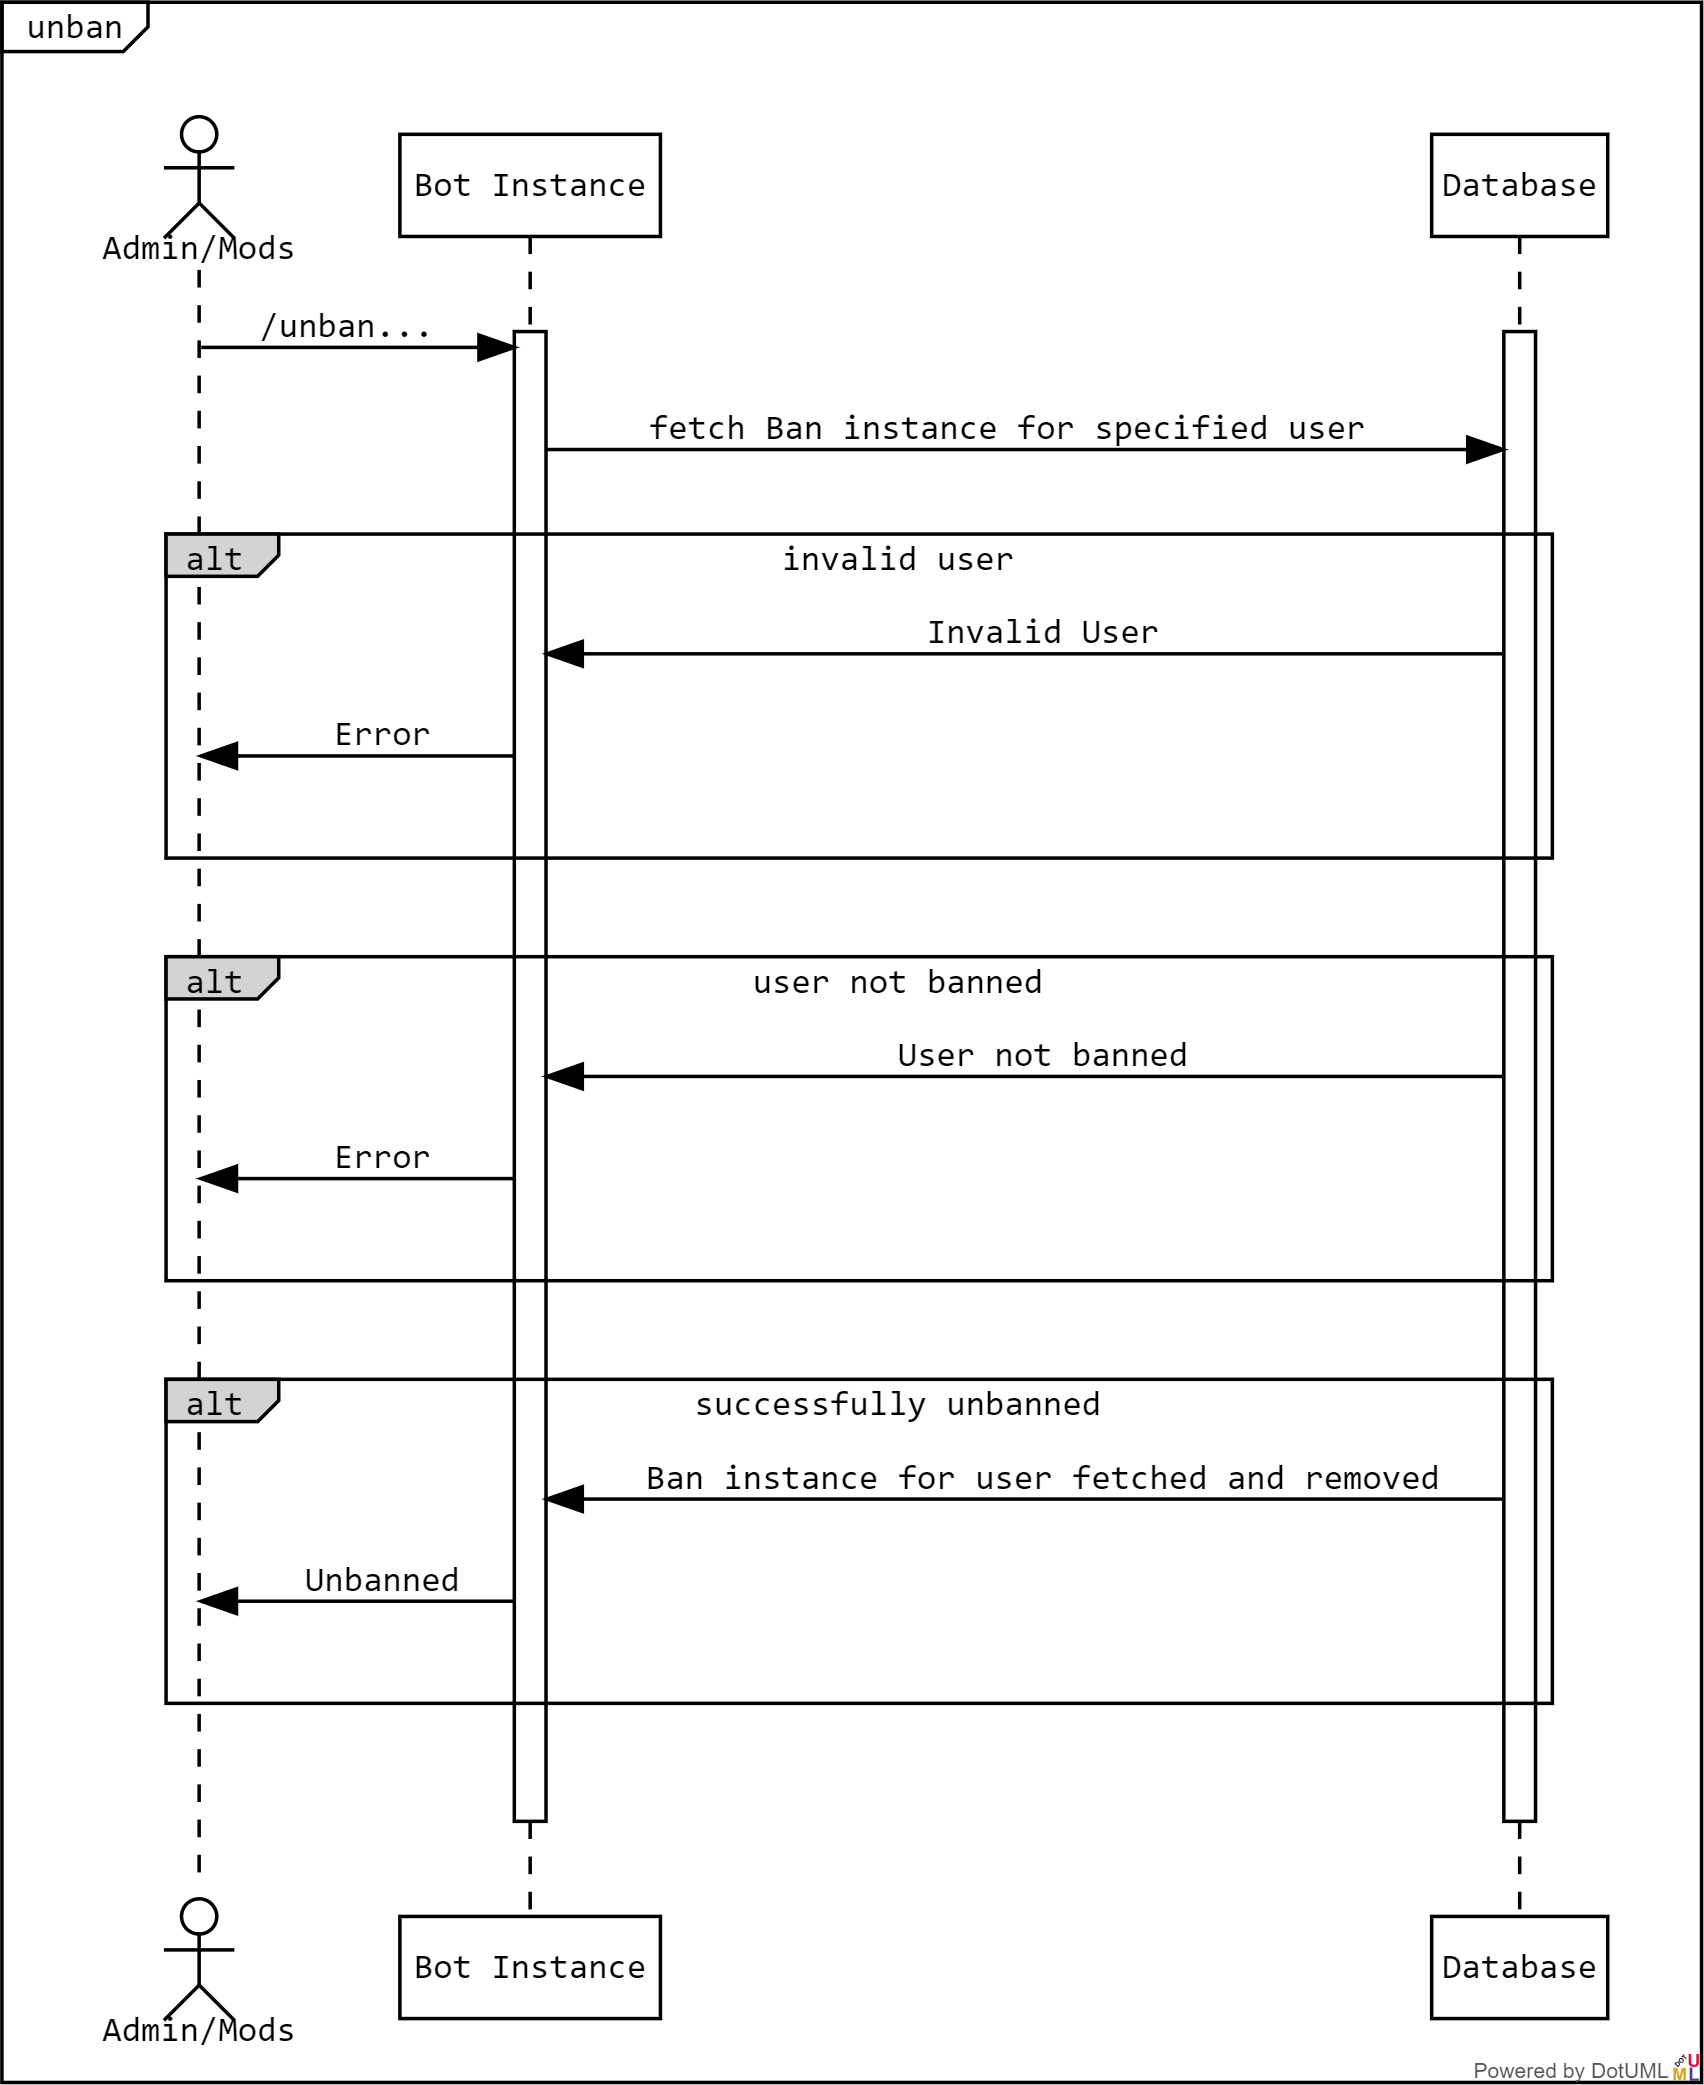 unban
Admin/Mods
Bot Instance
Database
/unban...
fetch Ban instance for specified user
alt
invalid user
Invalid User
Error
alt
user not banned
User not banned
Error
alt
successfully unbanned
Ban instance for user fetched and removed
Unbanned
Admin/Mods
Bot Instance
Database
Powered by DotUML
DOT
U
ML